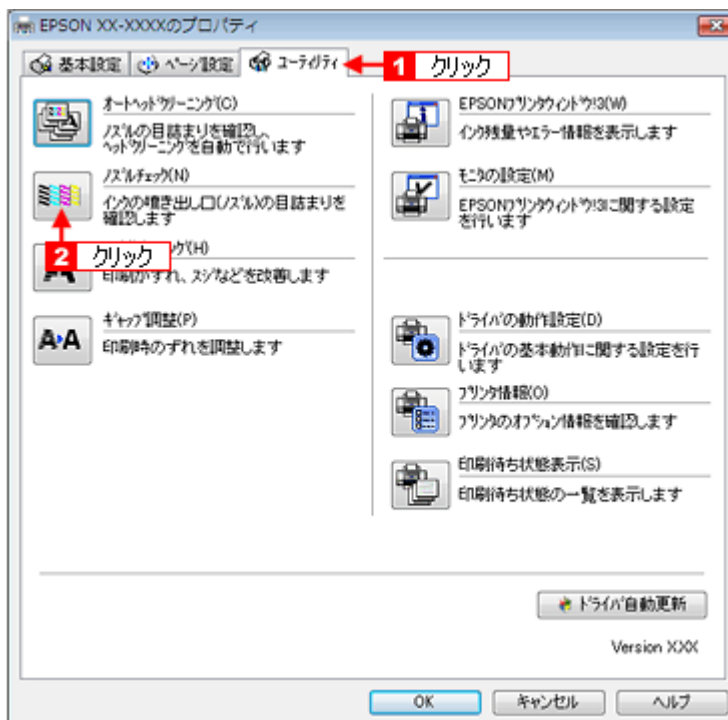 EPSON XX-XXXXのプロパティ
基本設定
ページ設定
ユーティリティ
1 クリック
オートヘッドクリーニング(C)
ノズルの目詰まりを確認し、
ヘッドクリーニングを自動で行います
ノズルチェック(N)
インクの噴き出し口(ノズル)の目詰まりを
確認します
2 クリック
グ(H)
印刷かすれ、スジなどを改善します
ギャップ調整(P)
印刷時のずれを調整します
EPSONプリンタウィンドウ!3(W)
インク残量やエラー情報を表示します
モニタの設定(M)
EPSONプリンタウィンドウ!3に関する設定
を行います
ドライバの動作設定(D)
ドライバの基本動作に関する設定を行
います
プリンタ情報(O)
プリンタのオプション情報を確認します
印刷待ち状態表示(S)
印刷待ち状態の一覧を表示します
ドライバ自動更新
Version X.XX
OK
キャンセル
ヘルプ